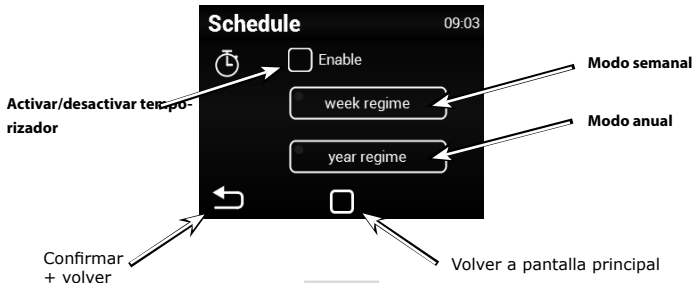 Schedule
09:03
Enable
Modo semanal
week regime
Activar/desactivar tempo-
rizador
Modo anual
year regime
Confirmar
+ volver
Volver a pantalla principal